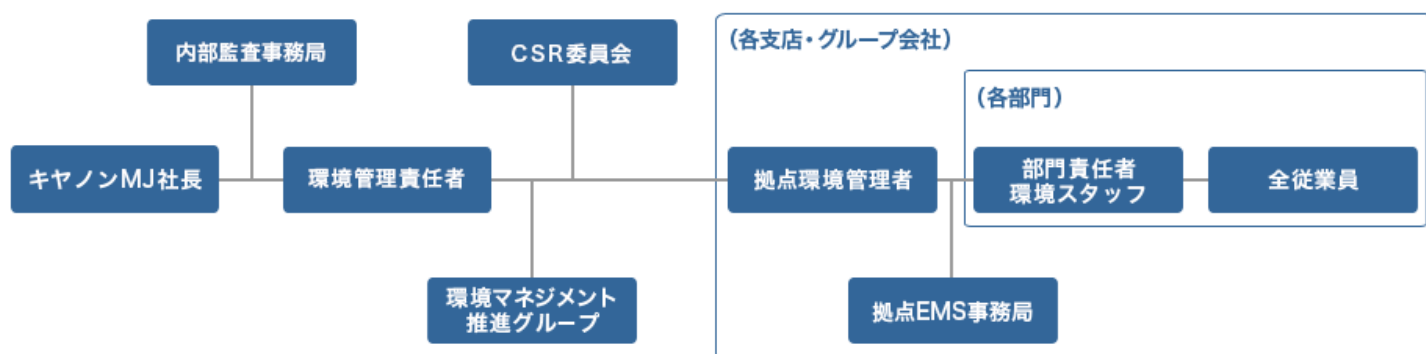 内部監査事務局
CSR委員会
（各支店・グループ会社）
（各部門）
キヤノンMJ社長
環境管理責任者
拠点環境管理者
部門責任者
環境スタッフ
全従業員
環境マネジメント
推進グループ
拠点EMS事務局